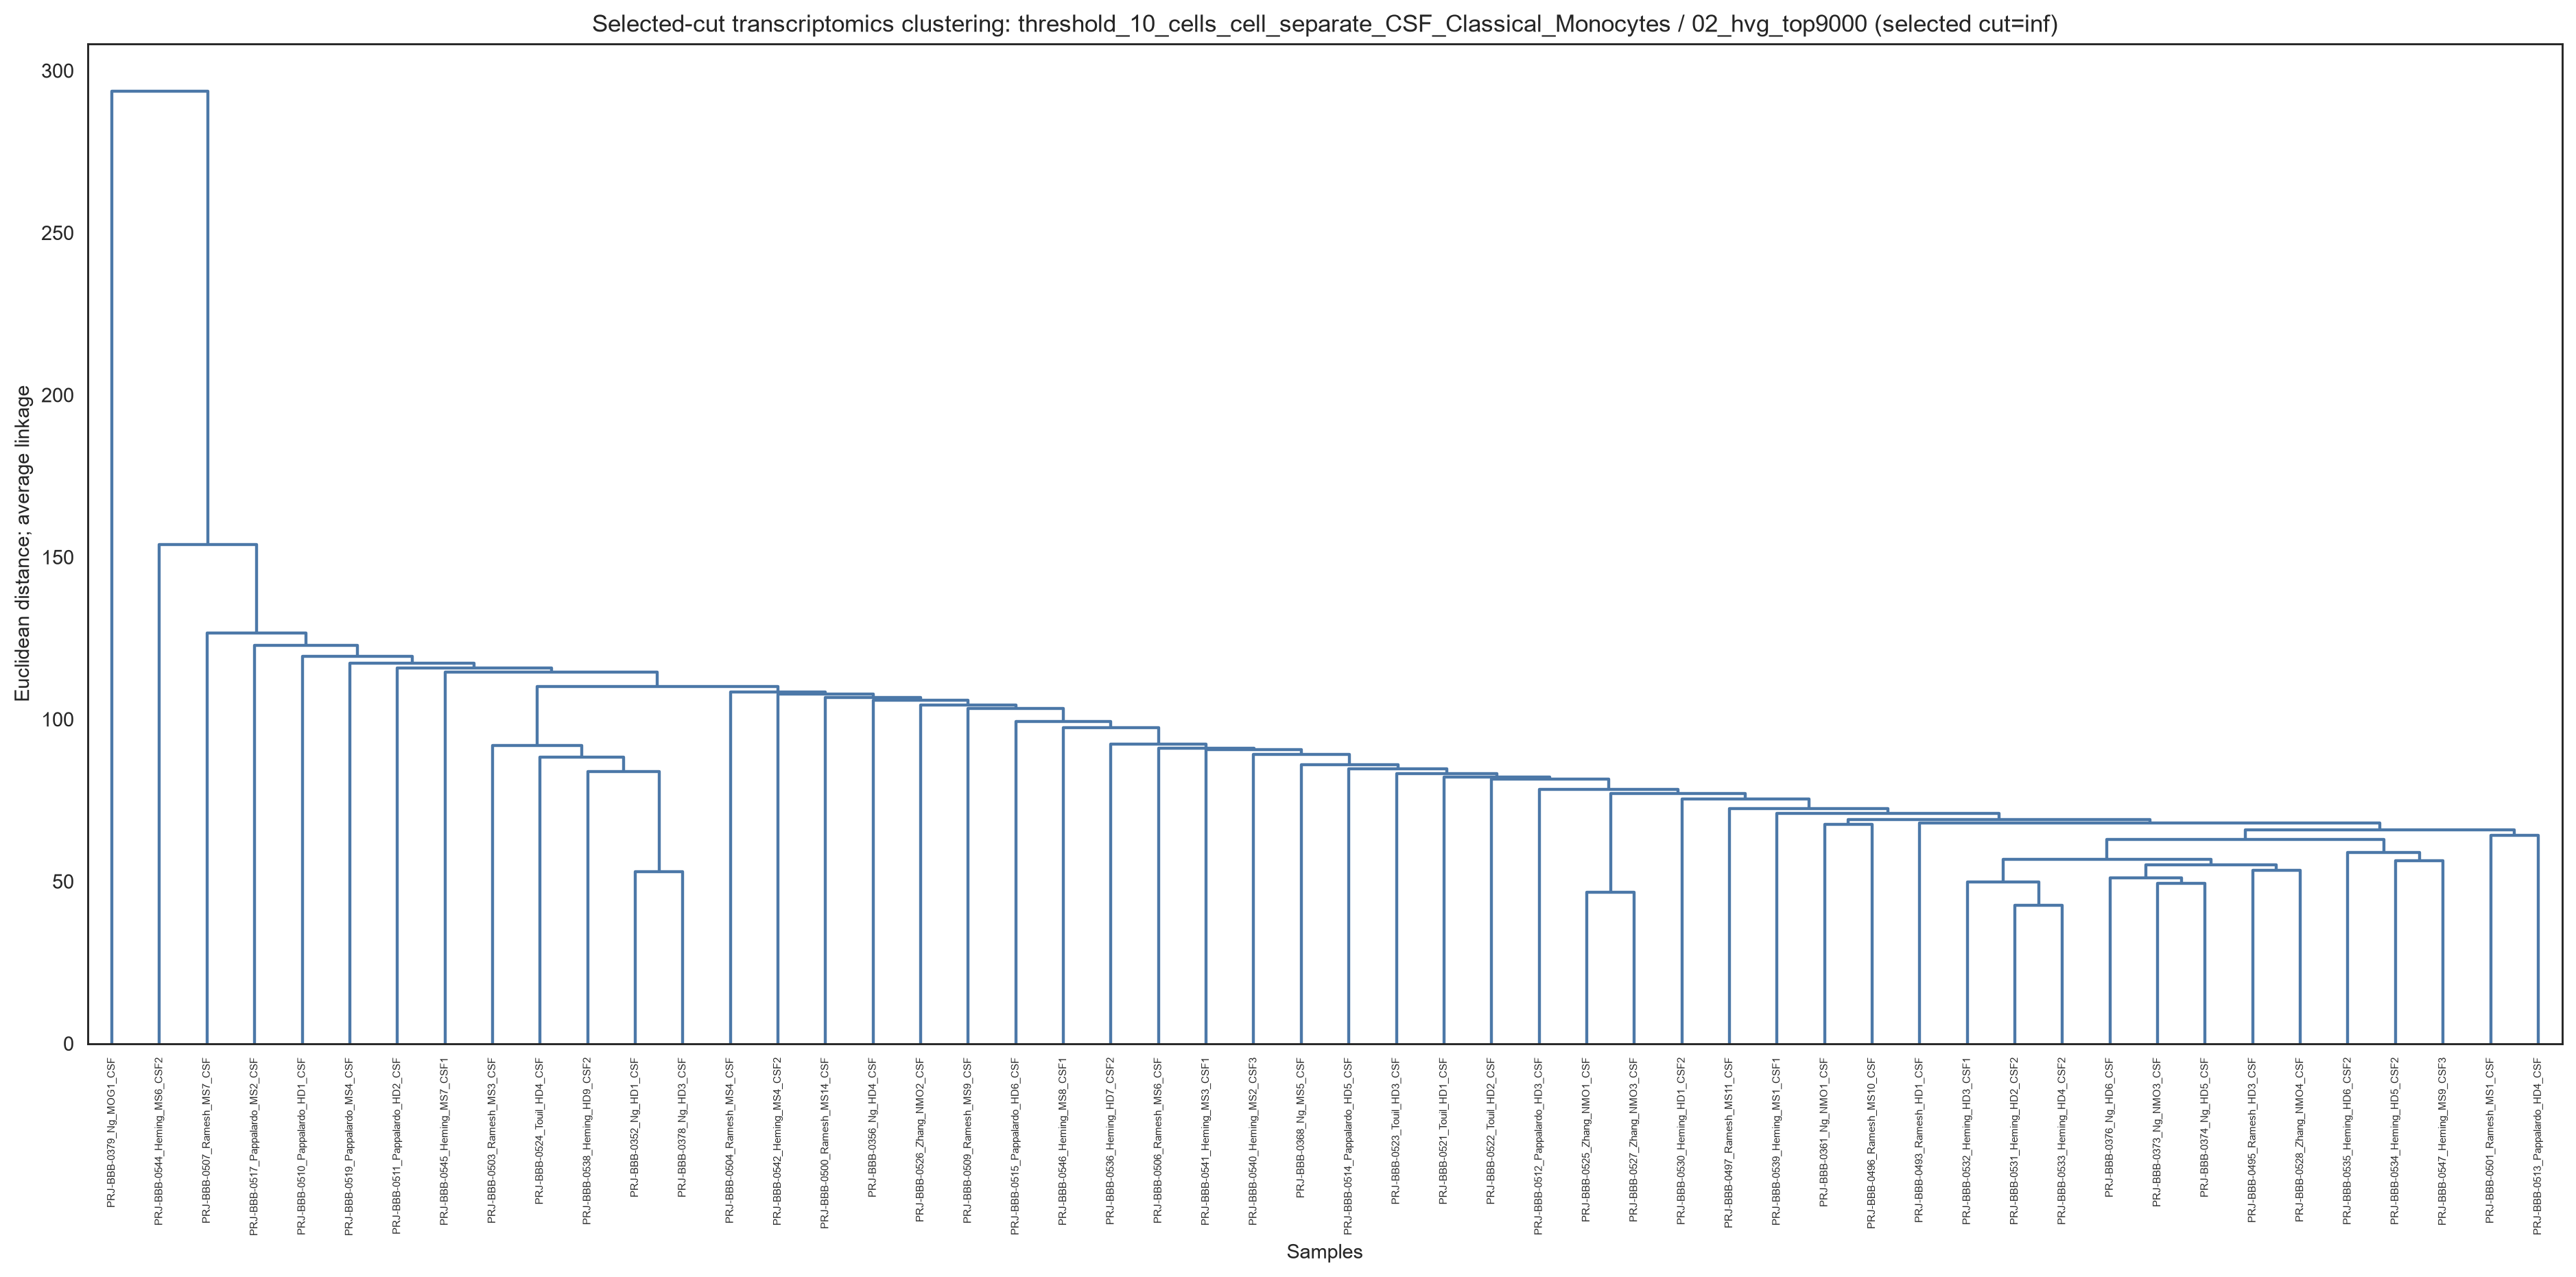 Selected-cut transcriptomics clustering: threshold_10_cells_cell_separate_CSF_Classical_Monocytes / 02_hvg_top9000 (selected cut=inf)
Euclidean distance; average linkage
300
250
200
150
100
50
0
PRJ-BBB-0379_Ng_MOG1_CSF
PRJ-BBB-0544_Heming_MS6_CSF2
PRJ-BBB-0507_Ramesh_MS7_CSF
PRJ-BBB-0517_Pappalardo_MS2_CSF
PRJ-BBB-0510_Pappalardo_HD1_CSF
PRJ-BBB-0519_Pappalardo_MS4_CSF
PRJ-BBB-0511_Pappalardo_HD2_CSF
PRJ-BBB-0545_Heming_MS7_CSF1
PRJ-BBB-0503_Ramesh_MS3_CSF
PRJ-BBB-0524_Touil_HD4_CSF
PRJ-BBB-0538_Heming_HD9_CSF2
PRJ-BBB-0352_Ng_HD1_CSF
PRJ-BBB-0378_Ng_HD3_CSF
PRJ-BBB-0504_Ramesh_MS4_CSF
PRJ-BBB-0542_Heming_MS4_CSF2
PRJ-BBB-0500_Ramesh_MS14_CSF
PRJ-BBB-0356_Ng_HD4_CSF
PRJ-BBB-0526_Zhang_NMO2_CSF
PRJ-BBB-0509_Ramesh_MS9_CSF
PRJ-BBB-0515_Pappalardo_HD6_CSF
PRJ-BBB-0546_Heming_MS8_CSF1
PRJ-BBB-0536_Heming_HD7_CSF2
PRJ-BBB-0506_Ramesh_MS6_CSF
PRJ-BBB-0541_Heming_MS3_CSF1
PRJ-BBB-0540_Heming_MS2_CSF3
PRJ-BBB-0368_Ng_MS5_CSF
PRJ-BBB-0514_Pappalardo_HD5_CSF
PRJ-BBB-0523_Touil_HD3_CSF
PRJ-BBB-0521_Touil_HD1_CSF
PRJ-BBB-0522_Touil_HD2_CSF
PRJ-BBB-0512_Pappalardo_HD3_CSF
PRJ-BBB-0525_Zhang_NMO1_CSF
PRJ-BBB-0527_Zhang_NMO3_CSF
PRJ-BBB-0530_Heming_HD1_CSF2
PRJ-BBB-0497_Ramesh_MS11_CSF
PRJ-BBB-0539_Heming_MS1_CSF1
PRJ-BBB-0361_Ng_NMO1_CSF
PRJ-BBB-0496_Ramesh_MS10_CSF
PRJ-BBB-0493_Ramesh_HD1_CSF
PRJ-BBB-0532_Heming_HD3_CSF1
PRJ-BBB-0531_Heming_HD2_CSF2
PRJ-BBB-0533_Heming_HD4_CSF2
PRJ-BBB-0376_Ng_HD6_CSF
PRJ-BBB-0373_Ng_NMO3_CSF
PRJ-BBB-0374_Ng_HD5_CSF
PRJ-BBB-0495_Ramesh_HD3_CSF
PRJ-BBB-0528_Zhang_NMO4_CSF
PRJ-BBB-0535_Heming_HD6_CSF2
PRJ-BBB-0534_Heming_HD5_CSF2
PRJ-BBB-0547_Heming_MS9_CSF3
PRJ-BBB-0501_Ramesh_MS1_CSF
PRJ-BBB-0513_Pappalardo_HD4_CSF
Samples